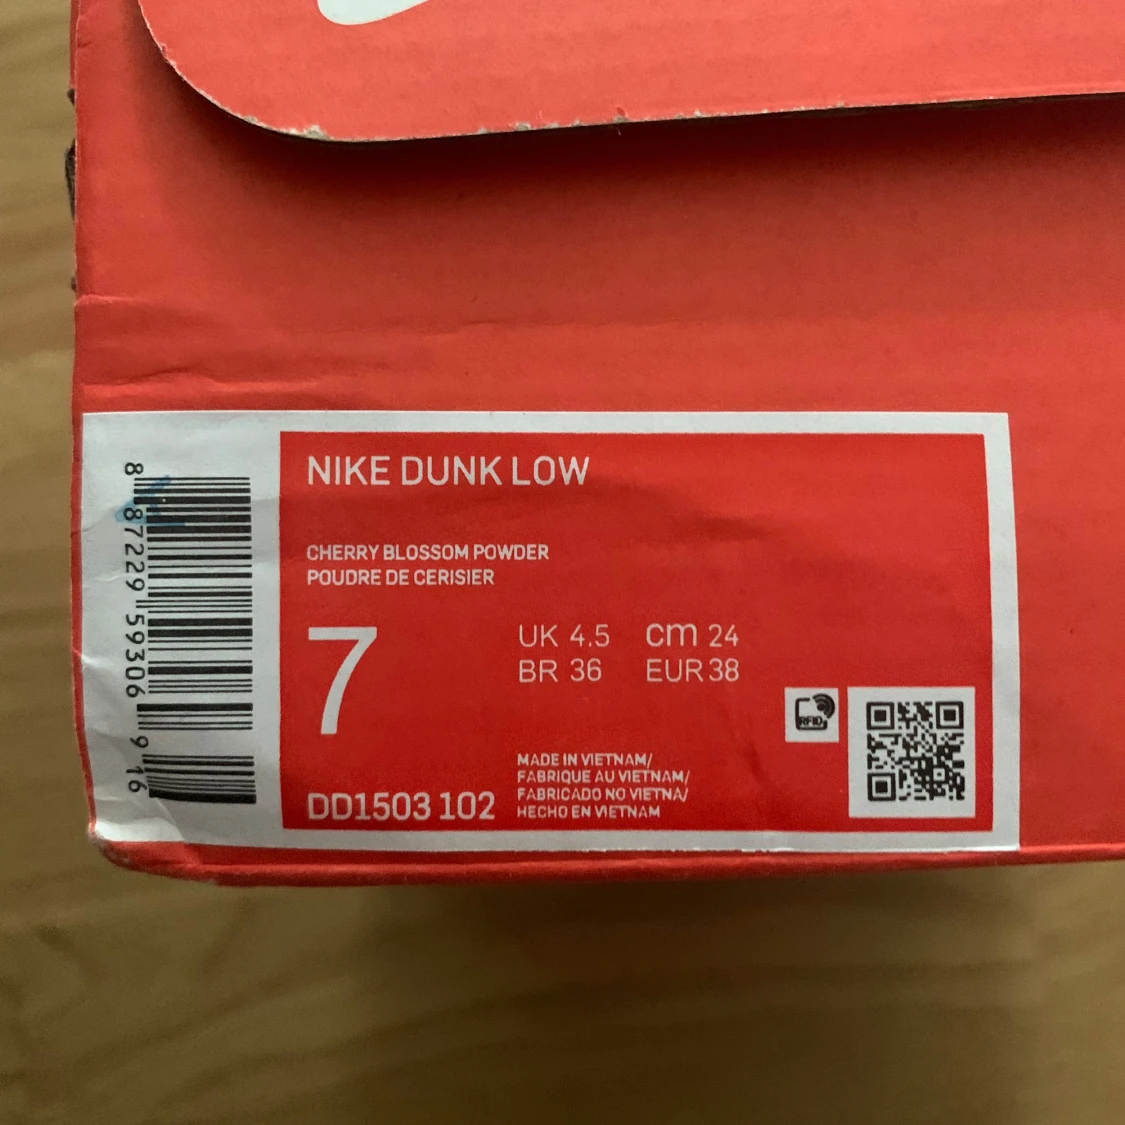 NIKE DUNK LOW
CHERRY BLOSSOM POWDER
POUDRE DE CERISIER
7
UK 4.5 cm 24
BR 36 EUR 38
RFID
DD1503 102
MADE IN VIETNAM/
FABRIQUE AU VIETNAM/
FABRICADO NO VIETNA/
HECHO EN VIETNAM
8 87229 59306 9 16